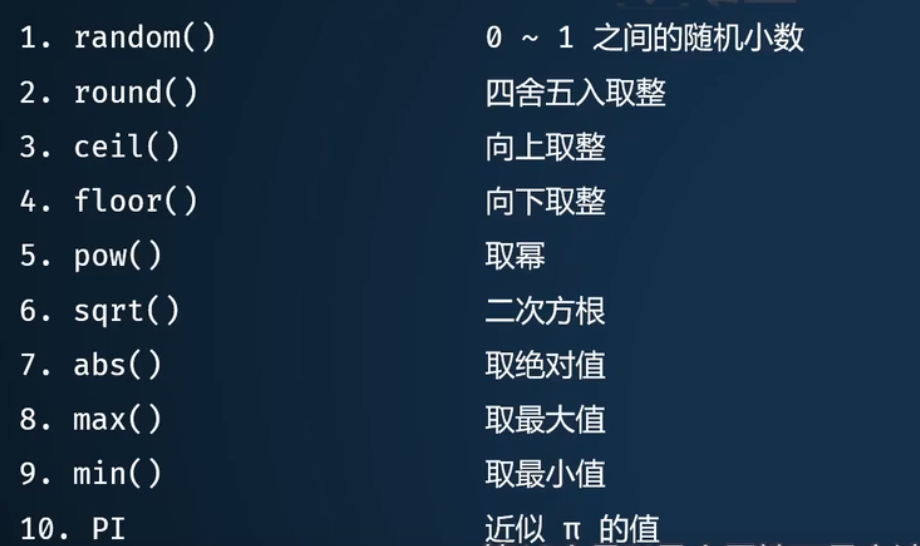 1. random() 0 ~ 1 之间的随机小数
2. round() 四舍五入取整
3. ceil() 向上取整
4. floor() 向下取整
5. pow() 取幂
6. sqrt() 二次方根
7. abs() 取绝对值
8. max() 取最大值
9. min() 取最小值
10. PI 近似 π 的值